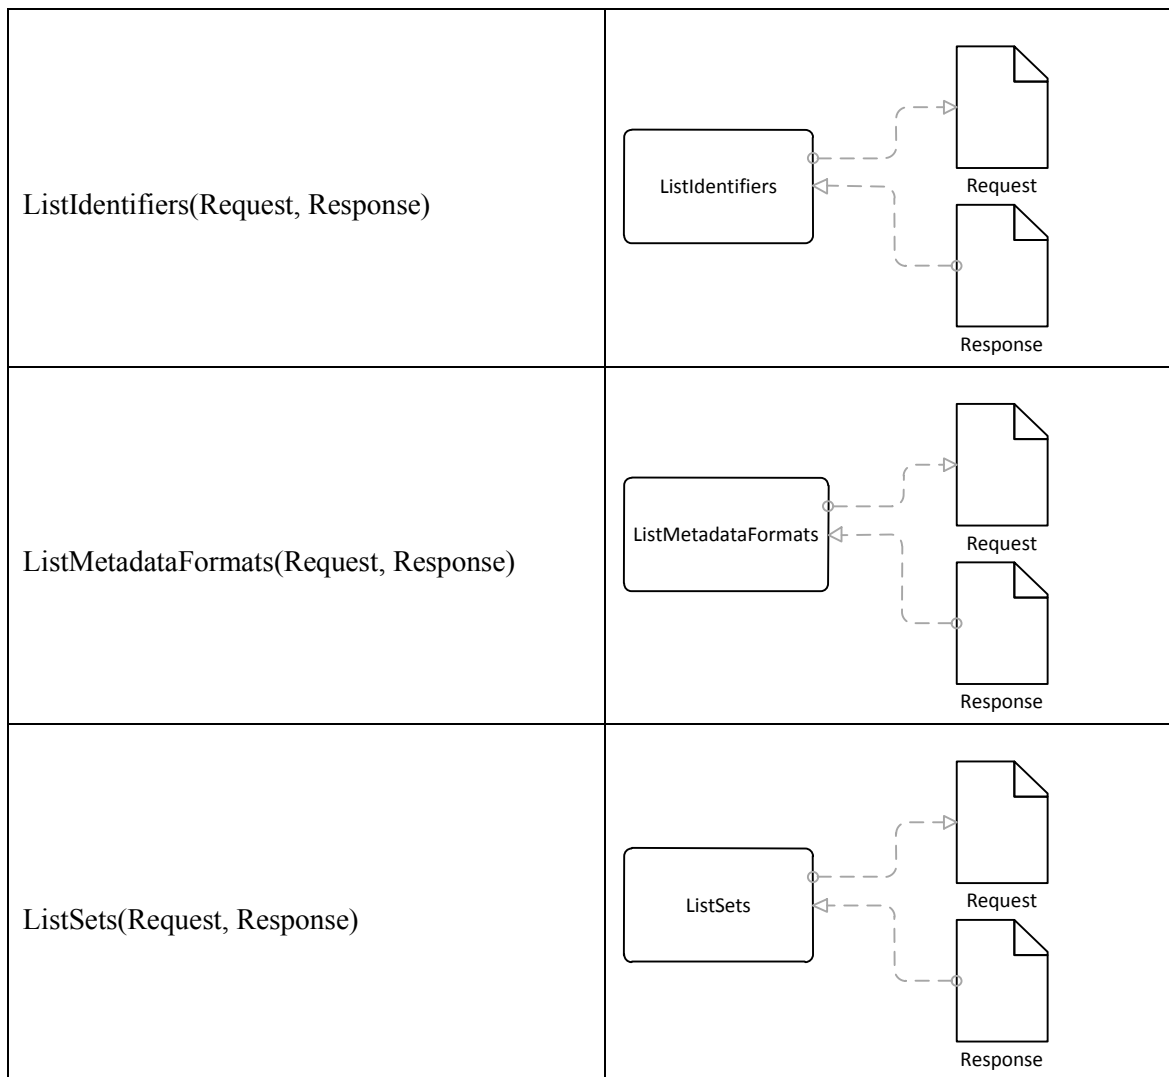 ListIdentifiers(Request, Response)
ListIdentifiers
Request
Response
ListMetadataFormats(Request, Response)
ListMetadataFormats
Request
Response
ListSets(Request, Response)
ListSets
Request
Response